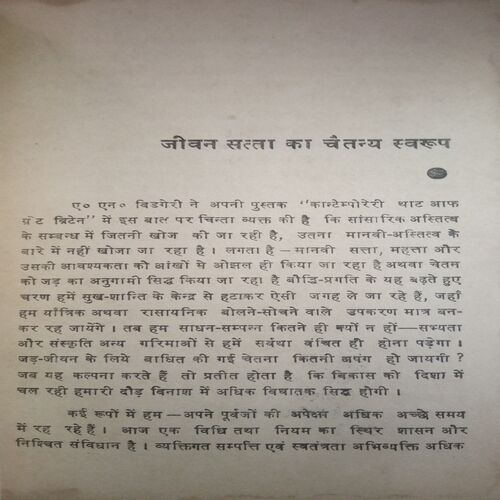 जीवन सत्ता का चैतन्य स्वरूप
ए० एन० विडगेरी ने अपनी पुस्तक "कान्टेम्पोरेरी थाट आफ
ग्रेट ब्रिटेन" में इस बात पर चिन्ता व्यक्त की है कि सांसारिक अस्तित्व
के सम्बन्ध में जितनी खोज की जा रही है, उतना मानवी-अस्तित्व के
बारे में नहीं खोजा जा रहा है। लगता है—मानवी सत्ता, महत्ता और
उसकी आवश्यकता को आंखों से ओझल ही किया जा रहा है अथवा चेतन
को जड़ का अनुगामी सिद्ध किया जा रहा है बौद्धि-प्रगति के यह बढ़ते हुए
चरण हमें सुख-शान्ति के केन्द्र से हटाकर ऐसी जगह ले जा रहे हैं, जहाँ
हम यांत्रिक अथवा रासायनिक बोलने-सोचने वाले उपकरण मात्र बन-
कर रह जायेंगे। तब हम साधन-सम्पन्न कितने ही क्यों न हों—सभ्यता
और संस्कृति अन्य गरिमाओं से हमें सर्वथा वंचित ही होना पड़ेगा।
जड़-जीवन के लिये बाधित की गई चेतना कितनी अपंग हो जायगी?
जब यह कल्पना करते हैं तो प्रतीत होता है कि विकास की दिशा में
चल रही हमारी दौड़ विनाश में अधिक विघातक सिद्ध होगी।
कई रूपों में हम—अपने पूर्वजों की अपेक्षा अधिक अच्छे समय
में रह रहे हैं। आज एक विधि तथा नियम का स्थिर शासन और
निश्चित संविधान है। व्यक्तिगत सम्पत्ति एवं स्वतंत्रता अभिव्यक्ति अधिक